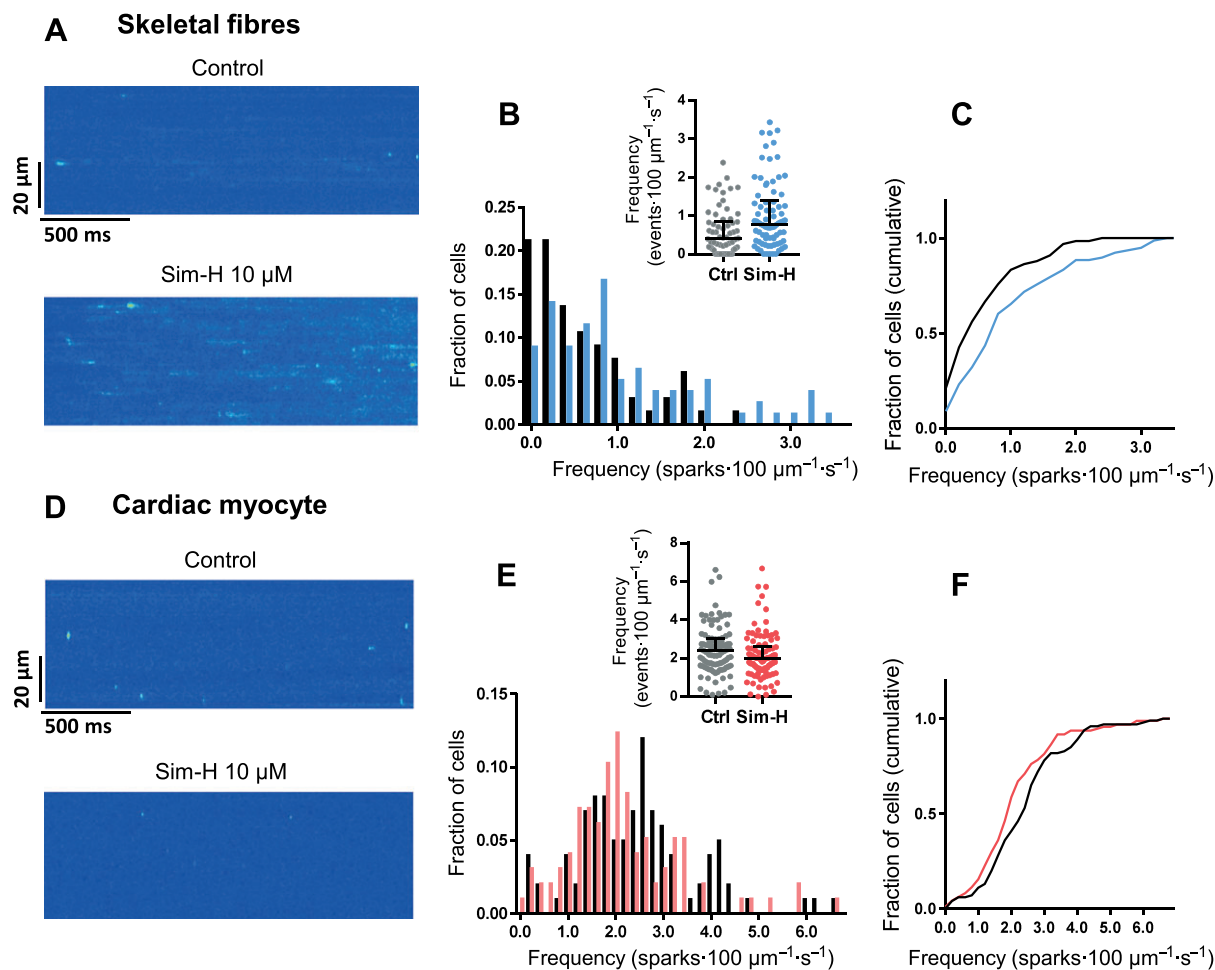 A Skeletal fibres
Control
20 µm
500 ms
Sim-H 10 µM
B
Frequency
(events·100 µm⁻¹·s⁻¹)
4
3
2
1
0
Ctrl Sim-H
Fraction of cells
0.25
0.20
0.15
0.10
0.05
0.00
0.0 1.0 2.0 3.0
Frequency (sparks·100 µm⁻¹·s⁻¹)
C
Fraction of cells (cumulative)
1.0
0.5
0.0
0.0 1.0 2.0 3.0
Frequency (sparks·100 µm⁻¹·s⁻¹)
D Cardiac myocyte
Control
20 µm
500 ms
Sim-H 10 µM
E
Frequency
(events·100 µm⁻¹·s⁻¹)
8
6
4
2
0
Ctrl Sim-H
Fraction of cells
0.15
0.10
0.05
0.00
0.0 1.0 2.0 3.0 4.0 5.0 6.0
Frequency (sparks·100 µm⁻¹·s⁻¹)
F
Fraction of cells (cumulative)
1.0
0.5
0.0
0.0 1.0 2.0 3.0 4.0 5.0 6.0
Frequency (sparks·100 µm⁻¹·s⁻¹)